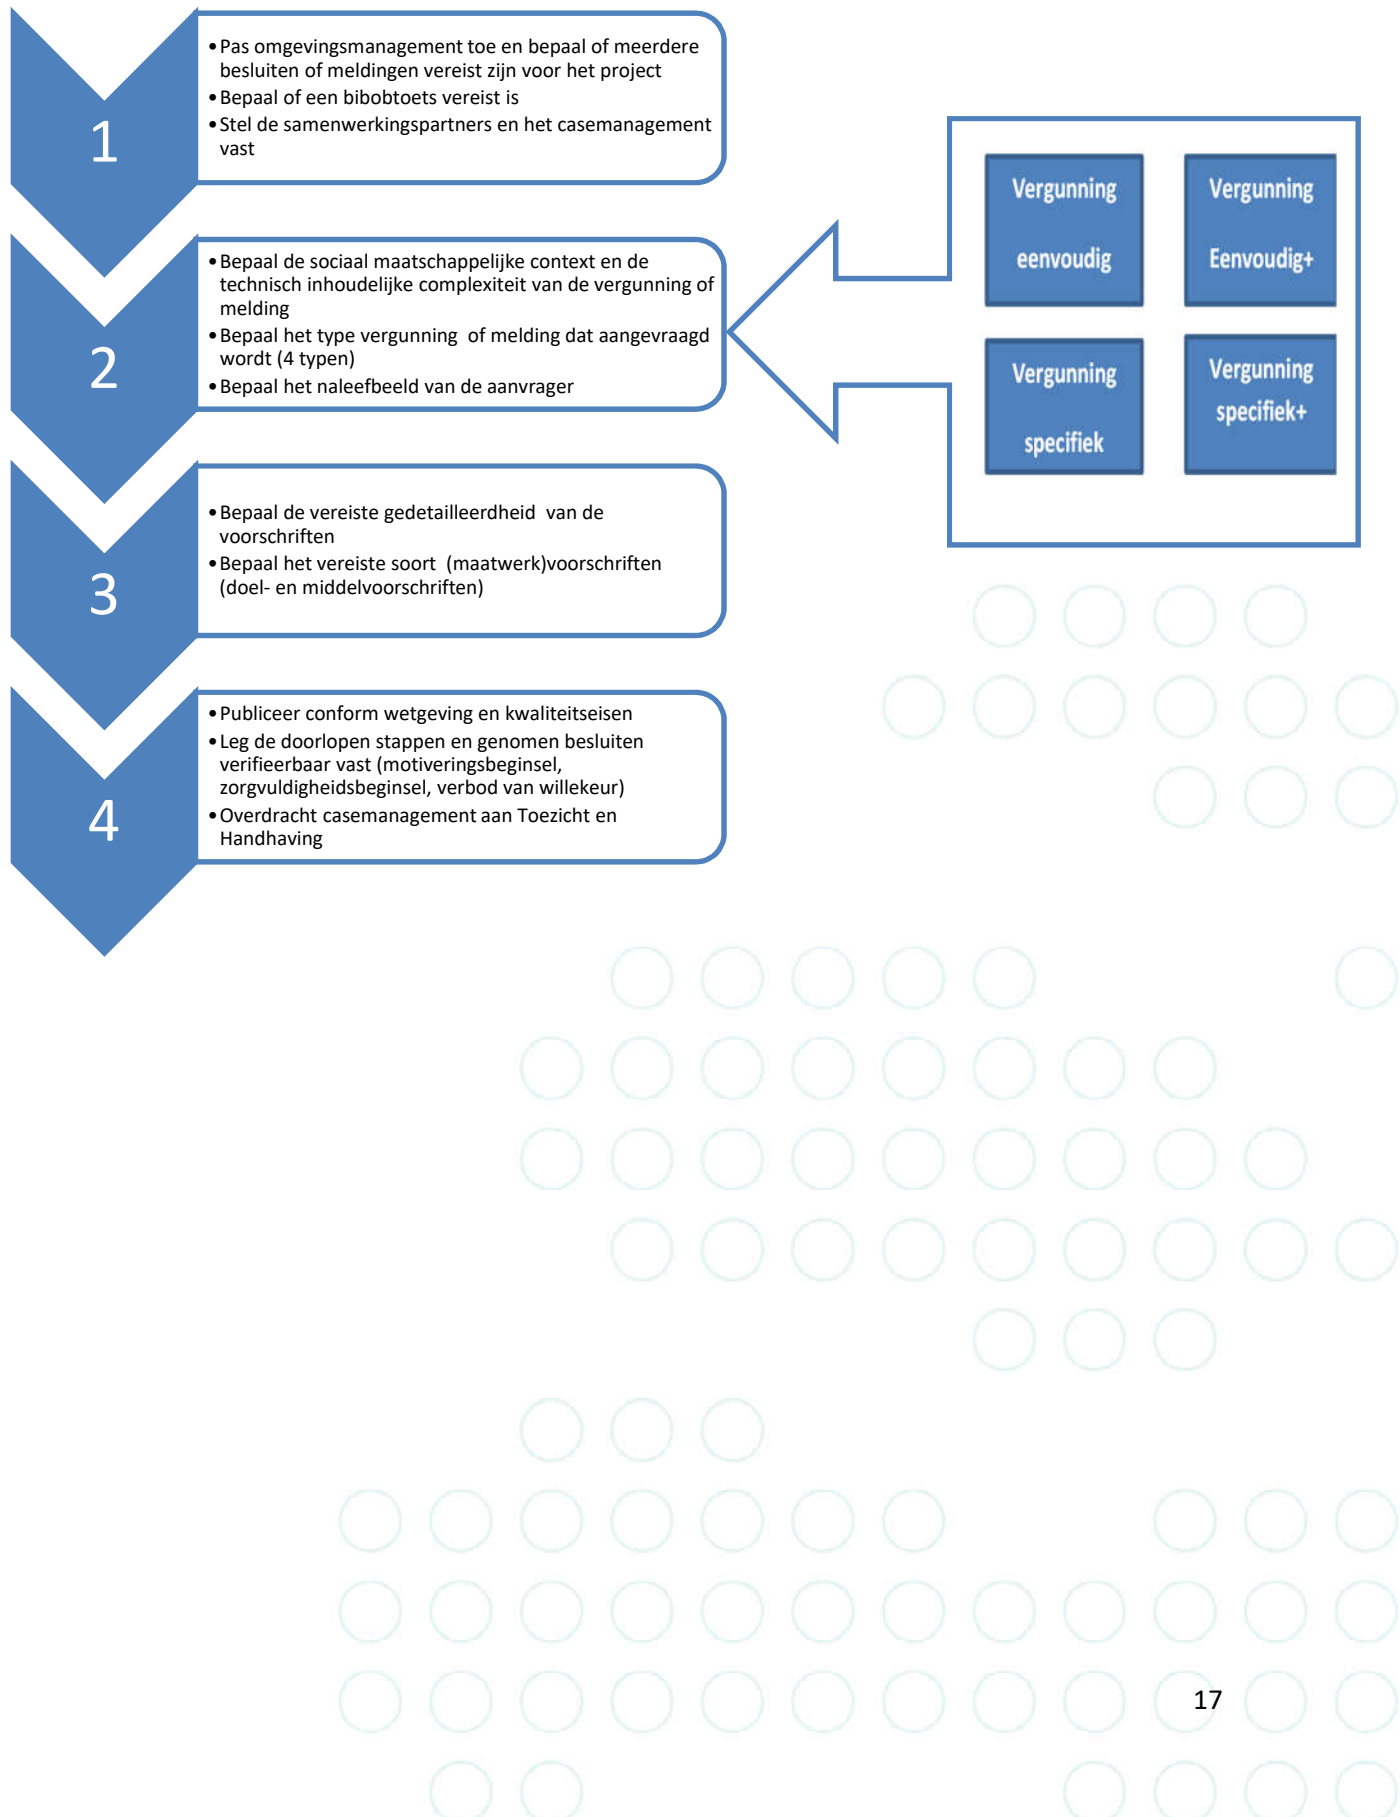 1
•Pas omgevingsmanagement toe en bepaal of meerdere
besluiten of meldingen vereist zijn voor het project
•Bepaal of een bibobtoets vereist is
•Stel de samenwerkingspartners en het casemanagement
vast
2
•Bepaal de sociaal maatschappelijke context en de
technisch inhoudelijke complexiteit van de vergunning of
melding
•Bepaal het type vergunning of melding dat aangevraagd
wordt (4 typen)
•Bepaal het naleefbeeld van de aanvrager
Vergunning
eenvoudig
Vergunning
Eenvoudig+
Vergunning
specifiek
Vergunning
specifiek+
3
•Bepaal de vereiste gedetailleerdheid van de
voorschriften
•Bepaal het vereiste soort (maatwerk)voorschriften
(doel- en middelvoorschriften)
4
•Publiceer conform wetgeving en kwaliteitseisen
•Leg de doorlopen stappen en genomen besluiten
verifieerbaar vast (motiveringsbeginsel,
zorgvuldigheidsbeginsel, verbod van willekeur)
•Overdracht casemanagement aan Toezicht en
Handhaving
17